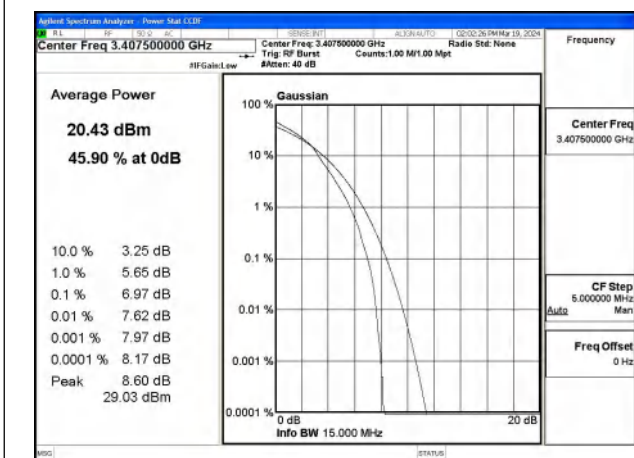 Agilent Spectrum Analyzer - Power Stat CCDF
RL RF 50 Ω AC SENSE:INT ALIGN AUTO 02:02:26 PM Mar 19, 2024
Center Freq 3.407500000 GHz
Center Freq: 3.407500000 GHz Radio Std: None
Trig: RF Burst Counts:1.00 M/1.00 Mpt
#IFGain:Low #Atten: 40 dB
Frequency
Average Power
20.43 dBm
45.90 % at 0dB
10.0 % 3.25 dB
1.0 % 5.65 dB
0.1 % 6.97 dB
0.01 % 7.62 dB
0.001 % 7.97 dB
0.0001 % 8.17 dB
Peak 8.60 dB
29.03 dBm
Gaussian
100 %
10 %
1 %
0.1 %
0.01 %
0.001 %
0.0001 %
0 dB 20 dB
Info BW 15.000 MHz
Center Freq
3.407500000 GHz
CF Step
5.000000 MHz
Auto Man
Freq Offset
0 Hz
MSG STATUS